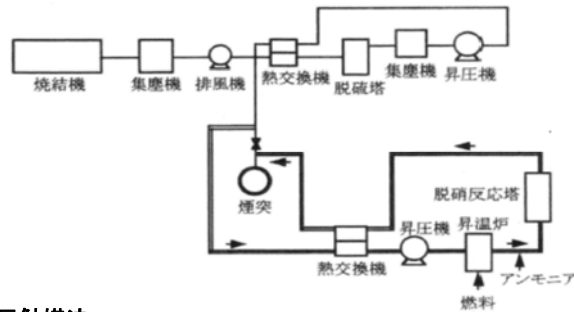 焼結機
集塵機
排風機
熱交換機
脱硫塔
集塵機
昇圧機
煙突
熱交換機
昇圧機
昇温炉
脱硝反応塔
アンモニア
燃料